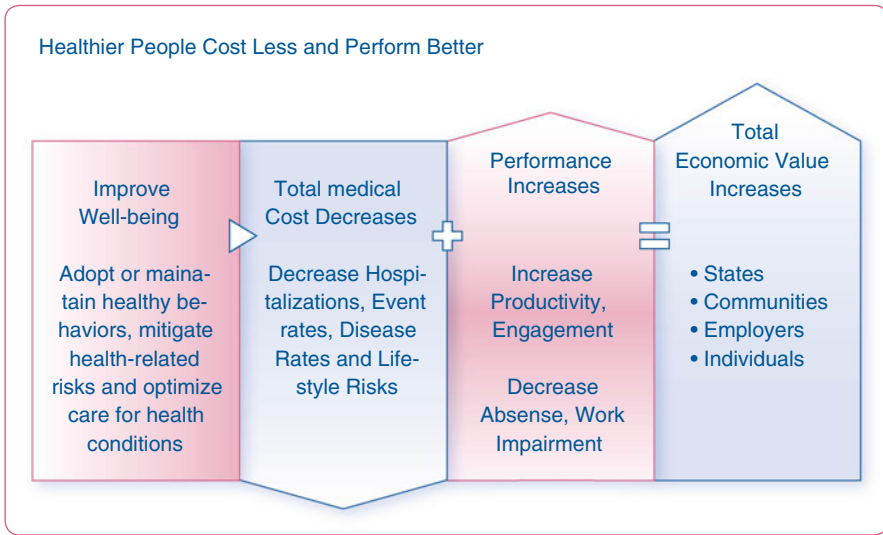 Healthier People Cost Less and Perform Better
Improve
Well-being
Adopt or maina-
tain healthy be-
haviors, mitigate
health-related
risks and optimize
care for health
conditions
Total medical
Cost Decreases
Decrease Hospi-
talizations, Event
rates, Disease
Rates and Life-
style Risks
Performance
Increases
Increase
Productivity,
Engagement
Decrease
Absense, Work
Impairment
Total
Economic Value
Increases
• States
• Communities
• Employers
• Individuals